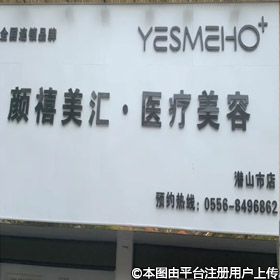 全国连锁品牌
YESMEHO+
颜禧美汇·医疗美容
潜山市店
预约热线:0556-8496862
©本图由平台注册用户上传